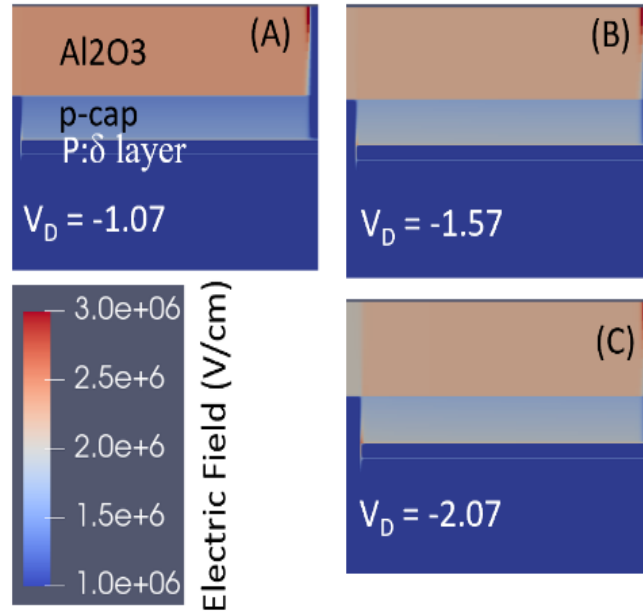 (A)
Al2O3
p-cap
P:δ layer
V_D = -1.07
(B)
V_D = -1.57
3.0e+06
2.5e+6
2.0e+6
1.5e+6
1.0e+06
Electric Field (V/cm)
(C)
V_D = -2.07